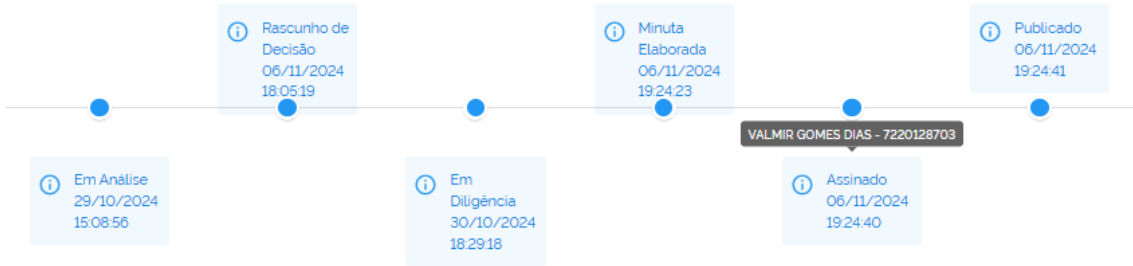 Rascunho de
Decisão
06/11/2024
18:05:19
Minuta
Elaborada
06/11/2024
19:24:23
Publicado
06/11/2024
19:24:41
VALMIR GOMES DIAS - 7220128703
Em Análise
29/10/2024
15:08:56
Em
Diligência
30/10/2024
18:29:18
Assinado
06/11/2024
19:24:40